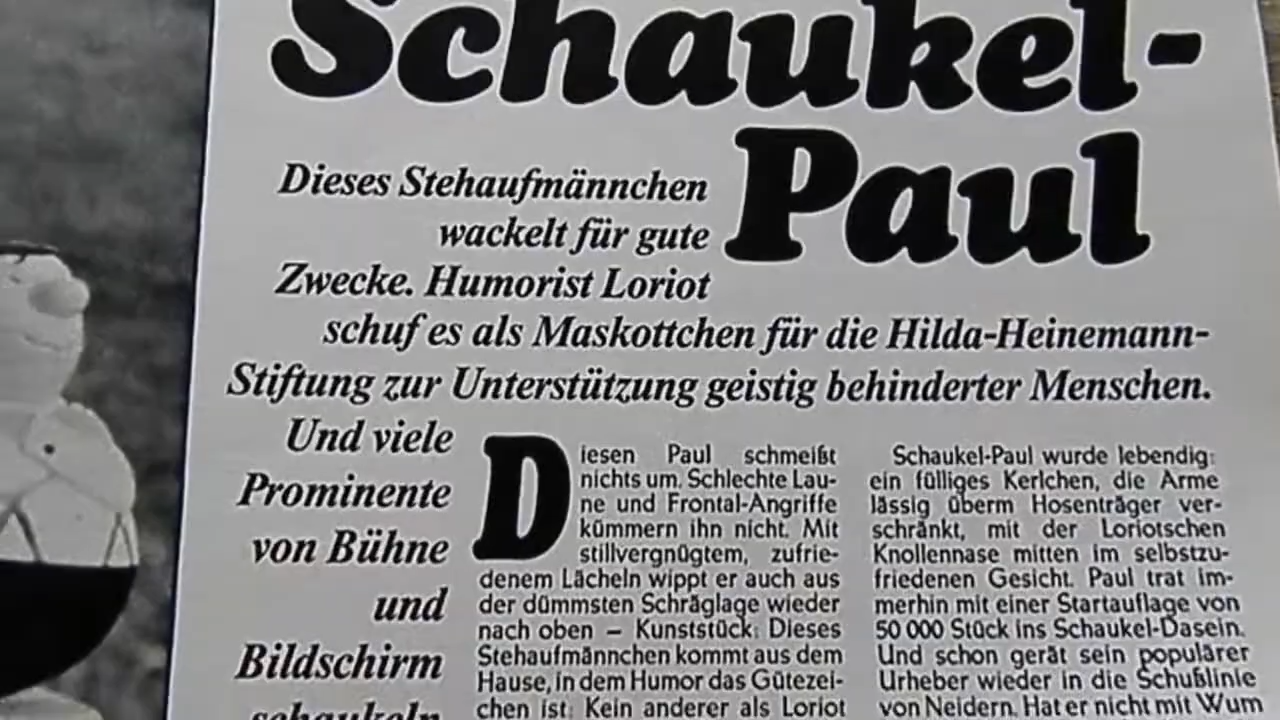 Schaukel-
Paul
Dieses Stehaufmännchen
wackelt für gute
Zwecke. Humorist Loriot
schuf es als Maskottchen für die Hilda-Heinemann-
Stiftung zur Unterstützung geistig behinderter Menschen.
Und viele
Prominente
von Bühne
und
Bildschirm
schaukeln
Diesen Paul schmeißt
nichts um. Schlechte Lau-
ne und Frontal-Angriffe
kümmern ihn nicht. Mit
stillvergnügtem, zufrie-
denem Lächeln wippt er auch aus
der dümmsten Schräglage wieder
nach oben – Kunststück: Dieses
Stehaufmännchen kommt aus dem
Hause, in dem Humor das Gütezei-
chen ist: Kein anderer als Loriot
Schaukel-Paul wurde lebendig:
ein fülliges Kerlchen, die Arme
lässig überm Hosenträger ver-
schränkt, mit der Loriotschen
Knollennase mitten im selbstzu-
friedenen Gesicht. Paul trat im-
merhin mit einer Startauflage von
50 000 Stück ins Schaukel-Dasein.
Und schon gerät sein populärer
Urheber wieder in die Schußlinie
von Neidern. Hat er nicht mit Wum